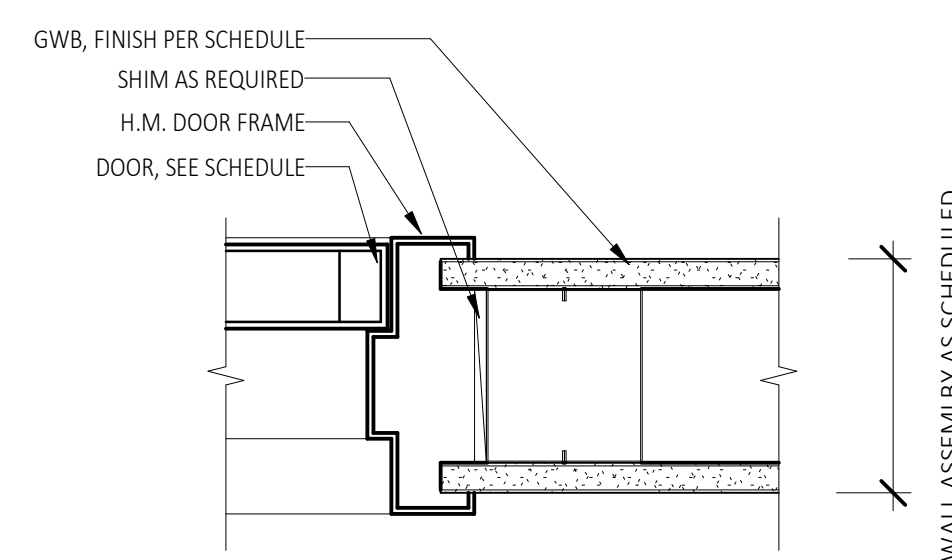 GWB, FINISH PER SCHEDULE
SHIM AS REQUIRED
H.M. DOOR FRAME
DOOR, SEE SCHEDULE
WALL ASSEMLBY AS SCHEDULED